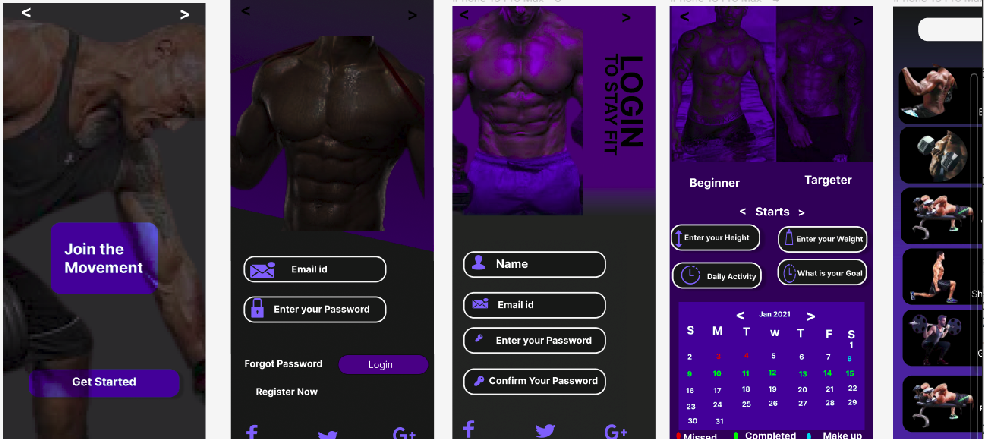 <
>
Join the
Movement
Get Started
<
>
Email id
Enter your Password
Forgot Password
Login
Register Now
f
G+
<
>
LOGIN
TO STAY FIT
Name
Email id
Enter your Password
Confirm Your Password
f
G+
<
>
Beginner
Targeter
< Starts >
Enter your Height
Enter your Waight
Daily Activity
What is your Goal
< Jan 2021 >
S M T W T F S
1
2 3 4 5 6 7 8
9 10 11 12 13 14 15
16 17 18 19 20 21 22
23 24 25 26 27 28 29
30 31
Missed
Completed
Make up